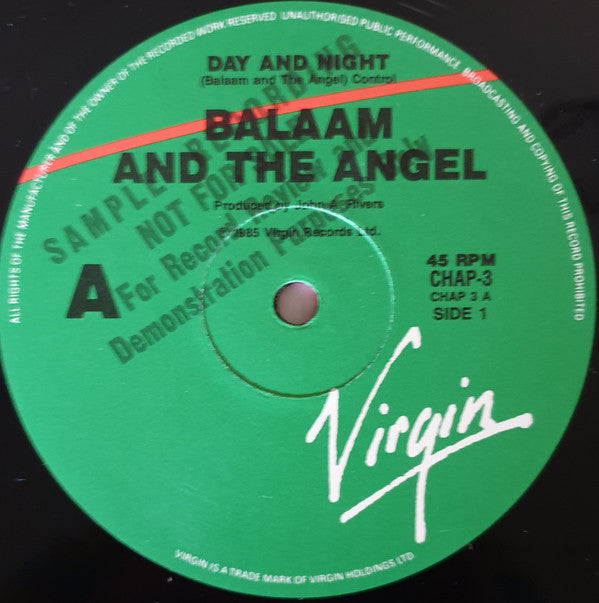 ALL RIGHTS OF THE MANUFACTURER AND OF THE OWNER OF THE RECORDED WORK RESERVED UNAUTHORISED PUBLIC PERFORMANCE BROADCASTING AND COPYING OF THIS RECORD PROHIBITED
DAY AND NIGHT
(Balaam and The Angel) Control
BALAAM
AND THE ANGEL
Produced by John A. Rivers
℗ 1985 Virgin Records Ltd.
SAMPLE RECORDING
NOT FOR SALE
For Record Review and
Demonstration Purposes Only
A
45 RPM
CHAP-3
CHAP 3 A
SIDE 1
Virgin
VIRGIN IS A TRADE MARK OF VIRGIN HOLDINGS LTD